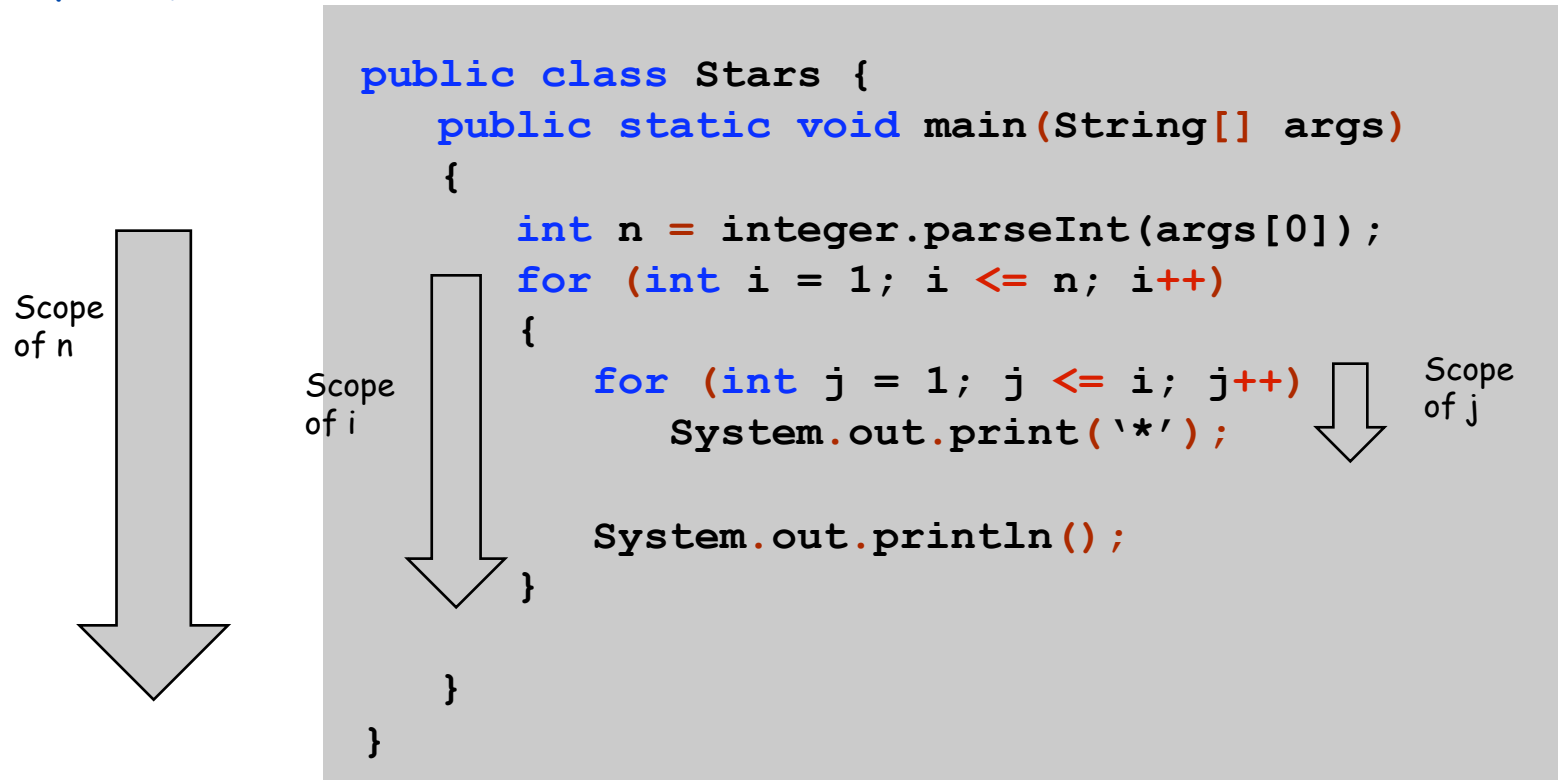 public class Stars {
public static void main(String[] args)
{
int n = integer.parseInt(args[0]);
for (int i = 1; i <= n; i++)
{
for (int j = 1; j <= i; j++)
System.out.print(‘*’);
System.out.println();
}
}
}
Scope
of n
Scope
of i
Scope
of j